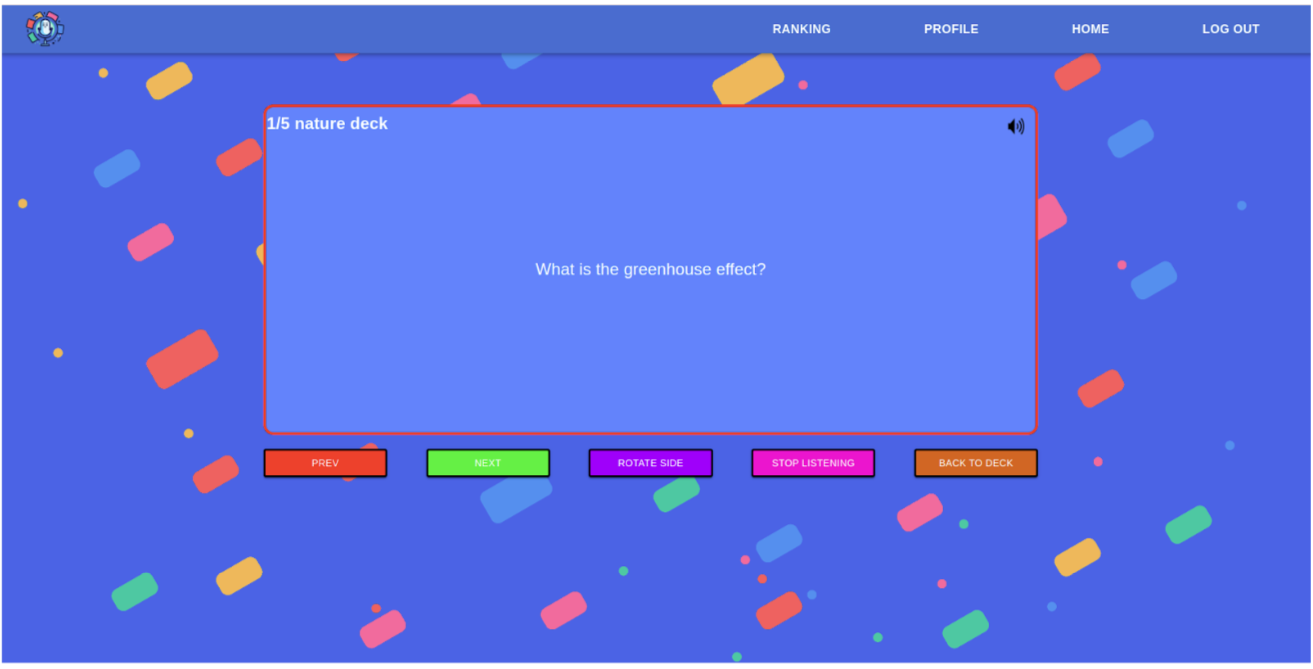 RANKING PROFILE HOME LOG OUT
1/5 nature deck
What is the greenhouse effect?
PREV NEXT ROTATE SIDE STOP LISTENING BACK TO DECK